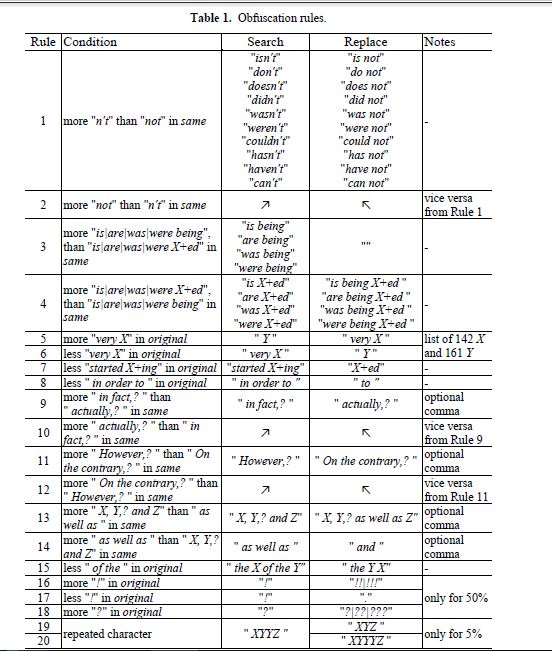 Table 1. Obfuscation rules.
Rule Condition Search Replace Notes
1 more "n't" than "not" in same "isn't" "is not" -
"don't" "do not"
"doesn't" "does not"
"didn't" "did not"
"wasn't" "was not"
"weren't" "were not"
"couldn't" "could not"
"hasn't" "has not"
"haven't" "have not"
"can't" "can not"
2 more "not" than "n't" in same ↗ ↖ vice versa
from Rule 1
3 more "is|are|was|were being", "is being" "" -
than "is|are|was|were X+ed" in "are being"
same "was being"
"were being"
4 more "is|are|was|were X+ed", "is X+ed" "is being X+ed " -
than "is|are|was|were being" in "are X+ed" "are being X+ed "
same "was X+ed" "was being X+ed "
"were X+ed" "were being X+ed "
5 more "very X" in original " Y " " very X " list of 142 X
6 less "very X" in original " very X " " Y " and 161 Y
7 less "started X+ing" in original "started X+ing" "X+ed" -
8 less " in order to " in original " in order to " " to " -
9 more " in fact,? " than " in fact,? " " actually,? " optional
" actually,? " in same comma
10 more " actually,? " than " in ↗ ↖ vice versa
fact,? " in same from Rule 9
11 more " However,? " than " On " However,? " " On the contrary,? " optional
the contrary,? " in same comma
12 more " On the contrary,? " than ↗ ↖ vice versa
" However,? " in same from Rule 11
13 more " X, Y,? and Z" than " as " X, Y,? and Z" " X, Y,? as well as Z" optional
well as " in same comma
14 more " as well as " than " X, Y,? " as well as " " and " optional
and Z" in same comma
15 less " of the " in original " the X of the Y" " the Y X" -
16 more "!" in original "!" "!!|!!!"
17 less "!" in original "!" "." only for 50%
18 more "?" in original "?" "?|??|???"
19 repeated character " XYYZ " " XYZ " only for 5%
20 " XYYYZ "